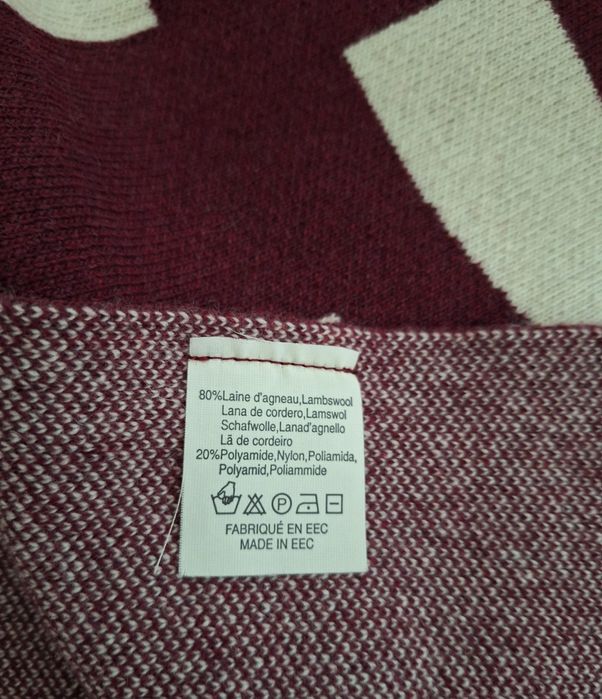 80%Laine d'agneau,Lambswool
Lana de cordero,Lamswol
Schafwolle,Lanad'agnello
Lã de cordeiro
20%Polyamide,Nylon,Poliamida,
Polyamid,Poliammide
P
FABRIQUÉ EN EEC
MADE IN EEC